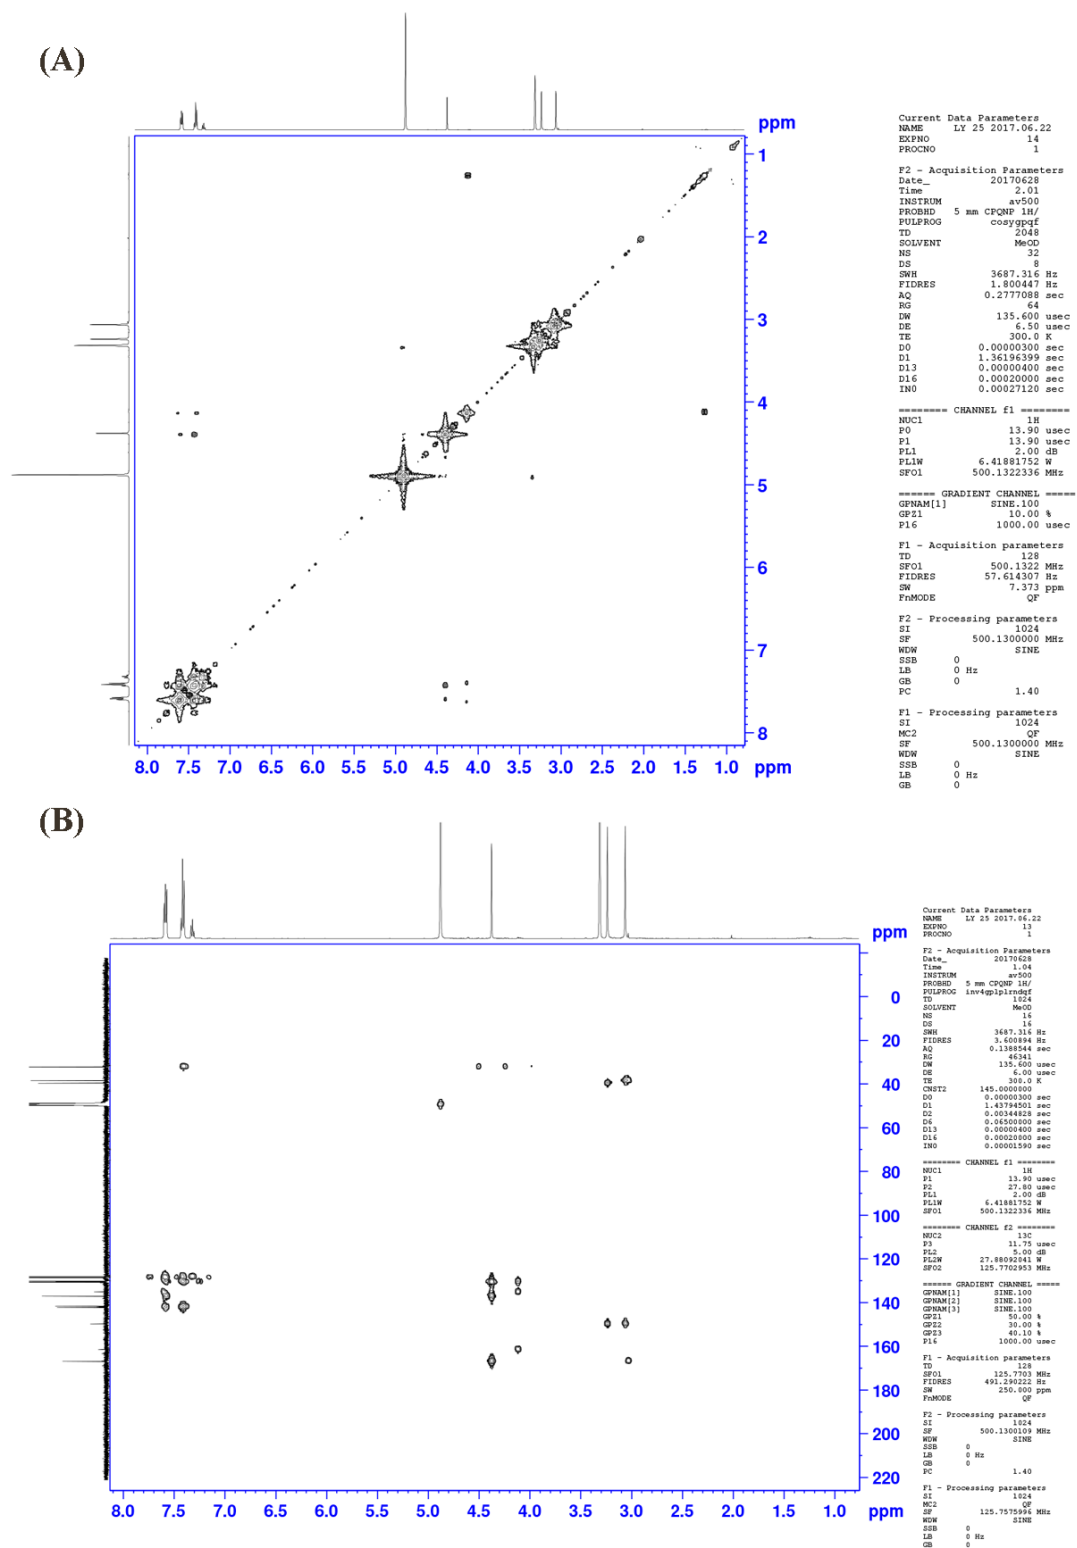 (A)
ppm
1
2
3
4
5
6
7
8
8.0 7.5 7.0 6.5 6.0 5.5 5.0 4.5 4.0 3.5 3.0 2.5 2.0 1.5 1.0 ppm
Current Data Parameters
NAME LY 25 2017.06.22
EXPNO 14
PROCNO 1
F2 - Acquisition Parameters
Date_ 20170628
Time 2.01
INSTRUM av500
PROBHD 5 mm CPQNP 1H/
PULPROG cosygpqf
TD 2048
SOLVENT MeOD
NS 32
DS 8
SWH 3687.316 Hz
FIDRES 1.800447 Hz
AQ 0.2777088 sec
RG 64
DW 135.600 usec
DE 6.50 usec
TE 300.0 K
D0 0.00000300 sec
D1 1.36196399 sec
D13 0.00000400 sec
D16 0.00020000 sec
IN0 0.00027120 sec
======== CHANNEL f1 ========
NUC1 1H
P0 13.90 usec
P1 13.90 usec
PL1 2.00 dB
PL1W 6.41881752 W
SFO1 500.1322336 MHz
====== GRADIENT CHANNEL =====
GPNAM[1] SINE.100
GPZ1 10.00 %
P16 1000.00 usec
F1 - Acquisition parameters
TD 128
SFO1 500.1322 MHz
FIDRES 57.614307 Hz
SW 7.373 ppm
FnMODE QF
F2 - Processing parameters
SI 1024
SF 500.1300000 MHz
WDW SINE
SSB 0
LB 0 Hz
GB 0
PC 1.40
F1 - Processing parameters
SI 1024
MC2 QF
SF 500.1300000 MHz
WDW SINE
SSB 0
LB 0 Hz
GB 0
(B)
ppm
0
20
40
60
80
100
120
140
160
180
200
220
8.0 7.5 7.0 6.5 6.0 5.5 5.0 4.5 4.0 3.5 3.0 2.5 2.0 1.5 1.0 ppm
Current Data Parameters
NAME LY 25 2017.06.22
EXPNO 13
PROCNO 1
F2 - Acquisition Parameters
Date_ 20170628
Time 1.04
INSTRUM av500
PROBHD 5 mm CPQNP 1H/
PULPROG inv4gplplrndqf
TD 1024
SOLVENT MeOD
NS 16
DS 16
SWH 3687.316 Hz
FIDRES 3.600894 Hz
AQ 0.1388544 sec
RG 46341
DW 135.600 usec
DE 6.00 usec
TE 300.0 K
CNST2 145.0000000
D0 0.00000300 sec
D1 1.43794501 sec
D2 0.00344828 sec
D6 0.06500000 sec
D13 0.00000400 sec
D16 0.00020000 sec
IN0 0.00001590 sec
======== CHANNEL f1 ========
NUC1 1H
P1 13.90 usec
P2 27.80 usec
PL1 2.00 dB
PL1W 6.41881752 W
SFO1 500.1322336 MHz
======== CHANNEL f2 ========
NUC2 13C
P3 11.75 usec
PL2 5.00 dB
PL2W 27.88092041 W
SFO2 125.7702953 MHz
====== GRADIENT CHANNEL =====
GPNAM[1] SINE.100
GPNAM[2] SINE.100
GPNAM[3] SINE.100
GPZ1 50.00 %
GPZ2 30.00 %
GPZ3 40.10 %
P16 1000.00 usec
F1 - Acquisition parameters
TD 128
SFO1 125.7703 MHz
FIDRES 491.290222 Hz
SW 250.000 ppm
FnMODE QF
F2 - Processing parameters
SI 1024
SF 500.1300109 MHz
WDW SINE
SSB 0
LB 0 Hz
GB 0
PC 1.40
F1 - Processing parameters
SI 1024
MC2 QF
SF 125.7575996 MHz
WDW SINE
SSB 0
LB 0 Hz
GB 0